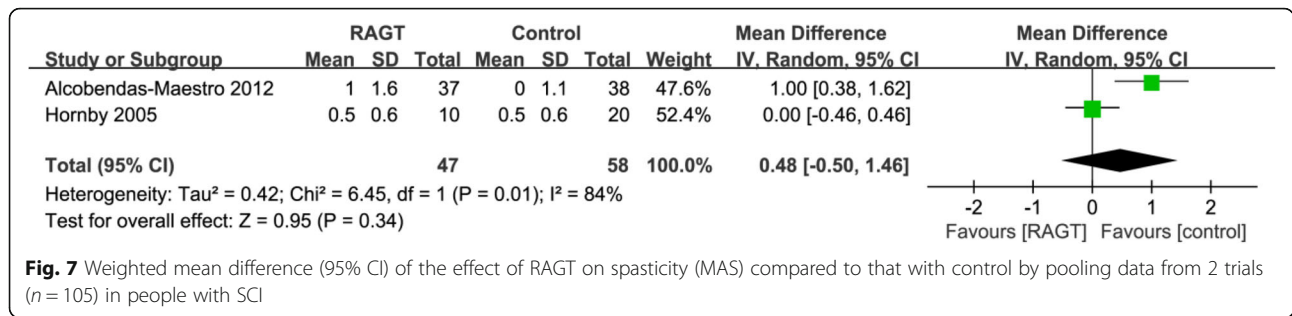 RAGT Control Mean Difference Mean Difference
Study or Subgroup Mean SD Total Mean SD Total Weight IV, Random, 95% CI IV, Random, 95% CI
Alcobendas-Maestro 2012 1 1.6 37 0 1.1 38 47.6% 1.00 [0.38, 1.62]
Hornby 2005 0.5 0.6 10 0.5 0.6 20 52.4% 0.00 [-0.46, 0.46]
Total (95% CI) 47 58 100.0% 0.48 [-0.50, 1.46]
Heterogeneity: Tau² = 0.42; Chi² = 6.45, df = 1 (P = 0.01); I² = 84%
Test for overall effect: Z = 0.95 (P = 0.34)
-2 -1 0 1 2
Favours [RAGT] Favours [control]
Fig. 7 Weighted mean difference (95% CI) of the effect of RAGT on spasticity (MAS) compared to that with control by pooling data from 2 trials
(n = 105) in people with SCI